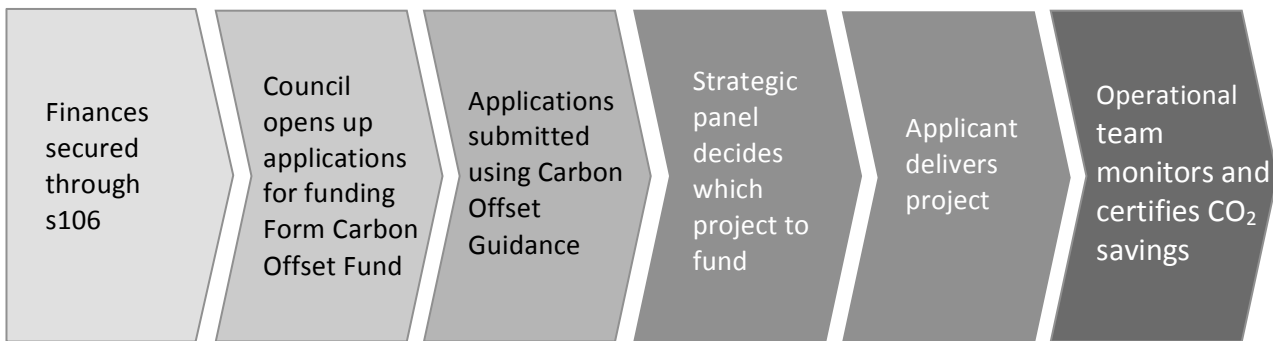 Finances
secured
through
s106
Council
opens up
applications
for funding
Form Carbon
Offset Fund
Applications
submitted
using Carbon
Offset
Guidance
Strategic
panel
decides
which
project to
fund
Applicant
delivers
project
Operational
team
monitors and
certifies CO₂
savings